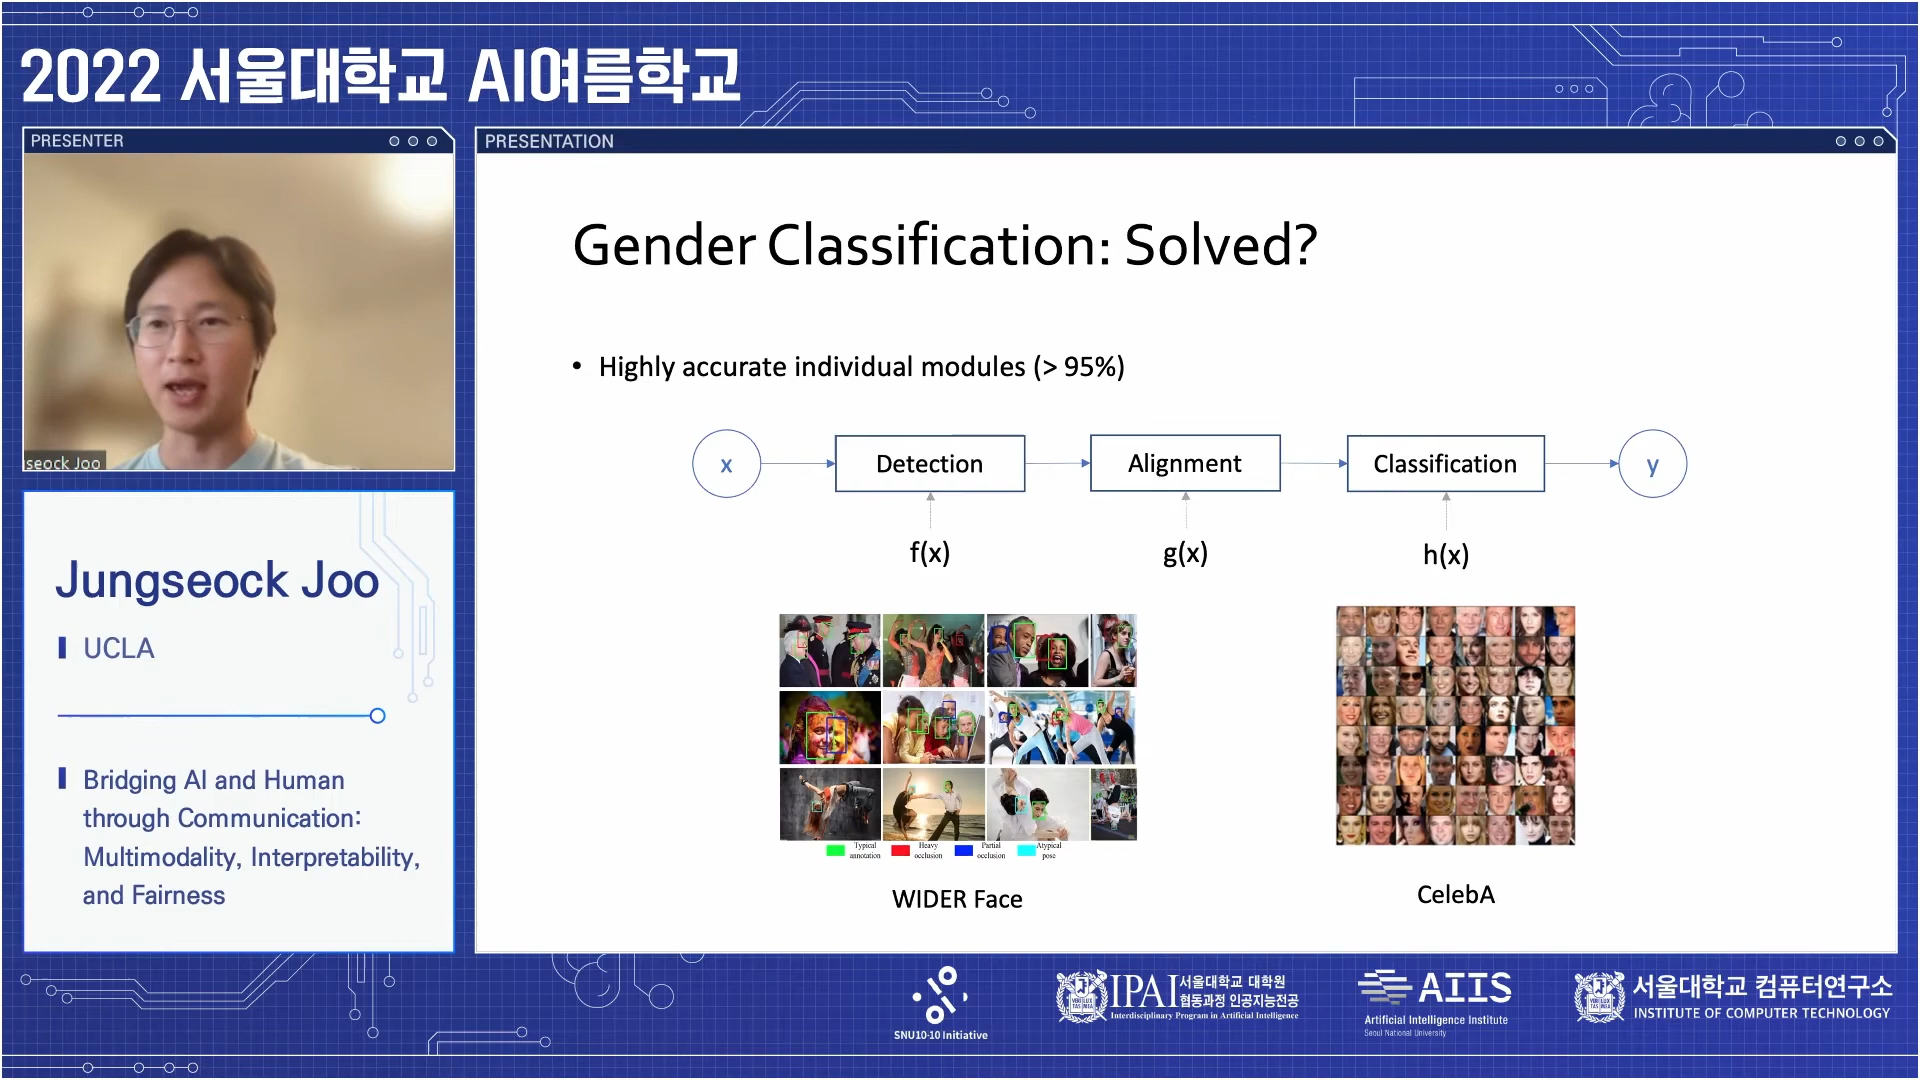 2022 서울대학교 AI여름학교
PRESENTER
seock Joo
Jungseock Joo
UCLA
Bridging AI and Human
through Communication:
Multimodality, Interpretability,
and Fairness
PRESENTATION
Gender Classification: Solved?
• Highly accurate individual modules (> 95%)
x
Detection
Alignment
Classification
y
f(x)
g(x)
h(x)
Typical
annotation
Heavy
occlusion
Partial
occlusion
Atypical
pose
WIDER Face
CelebA
SNU10·10 Initiative
IPAI 서울대학교 대학원
협동과정 인공지능전공
Interdisciplinary Program in Artificial Intelligence
AIIS
Artificial Intelligence Institute
Seoul National University
서울대학교 컴퓨터연구소
INSTITUTE OF COMPUTER TECHNOLOGY